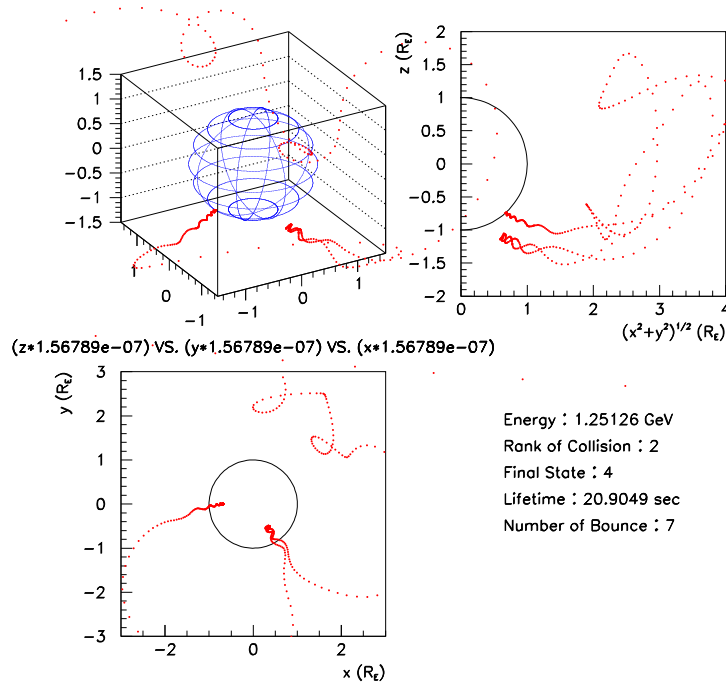 1.5
1
0.5
0
−0.5
−1
−1.5
1
0
−1
−1
0
1
(z*1.56789e−07) VS. (y*1.56789e−07) VS. (x*1.56789e−07)
z (R_E)
2
1.5
1
0.5
0
−0.5
−1
−1.5
−2
0 1 2 3 4
(x²+y²)^1/2 (R_E)
y (R_E)
3
2
1
0
−1
−2
−3
−2 0 2
x (R_E)
Energy : 1.25126 GeV
Rank of Collision : 2
Final State : 4
Lifetime : 20.9049 sec
Number of Bounce : 7